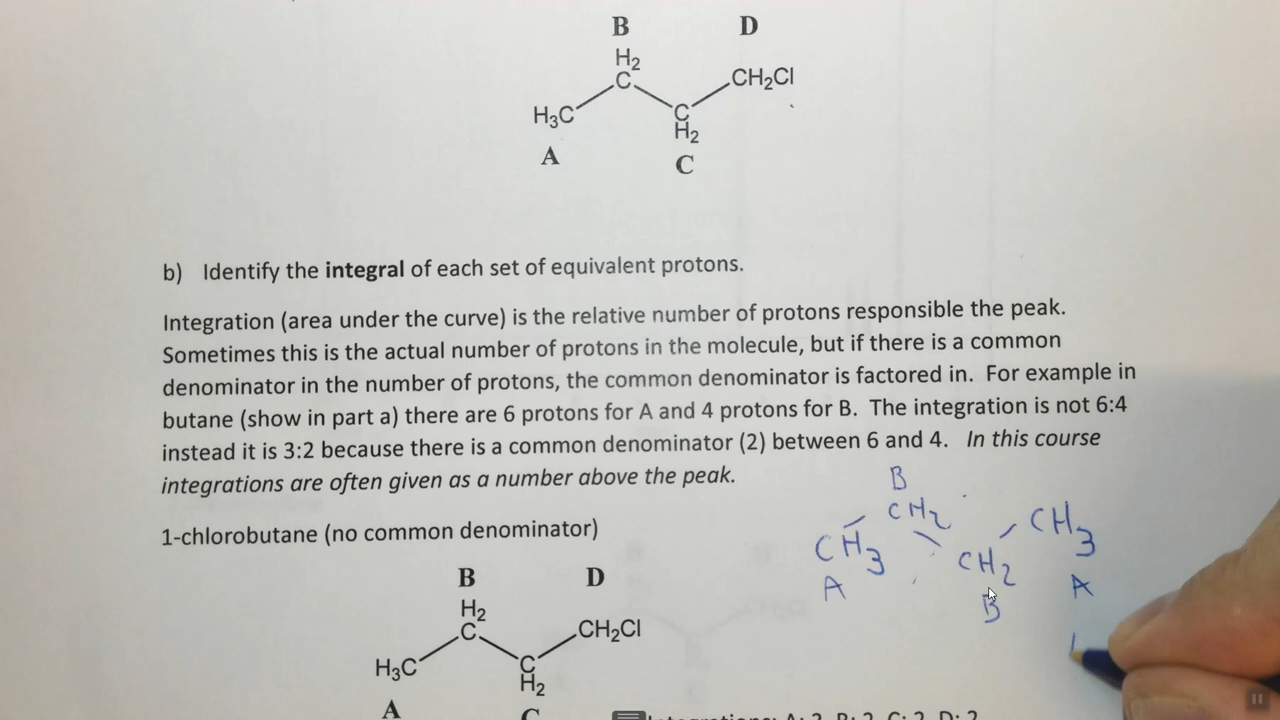 B D
H₂
C CH₂Cl
H₃C C
H₂
A C
b) Identify the integral of each set of equivalent protons.
Integration (area under the curve) is the relative number of protons responsible the peak.
Sometimes this is the actual number of protons in the molecule, but if there is a common
denominator in the number of protons, the common denominator is factored in. For example in
butane (show in part a) there are 6 protons for A and 4 protons for B. The integration is not 6:4
instead it is 3:2 because there is a common denominator (2) between 6 and 4. In this course
integrations are often given as a number above the peak.
B
CH2 CH3
CH3 CH2
A B A
1-chlorobutane (no common denominator)
B D
H₂
C CH₂Cl
H₃C C
H₂
A